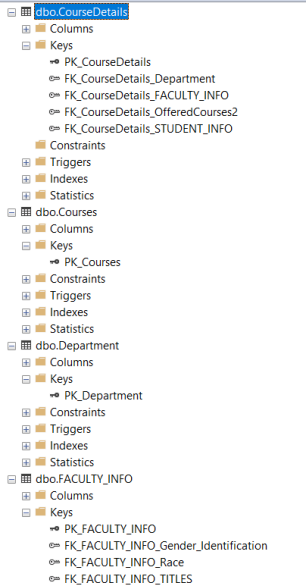 dbo.CourseDetails
Columns
Keys
PK_CourseDetails
FK_CourseDetails_Department
FK_CourseDetails_FACULTY_INFO
FK_CourseDetails_OfferedCourses2
FK_CourseDetails_STUDENT_INFO
Constraints
Triggers
Indexes
Statistics
dbo.Courses
Columns
Keys
PK_Courses
Constraints
Triggers
Indexes
Statistics
dbo.Department
Columns
Keys
PK_Department
Constraints
Triggers
Indexes
Statistics
dbo.FACULTY_INFO
Columns
Keys
PK_FACULTY_INFO
FK_FACULTY_INFO_Gender_Identification
FK_FACULTY_INFO_Race
FK_FACULTY_INFO_TITLES